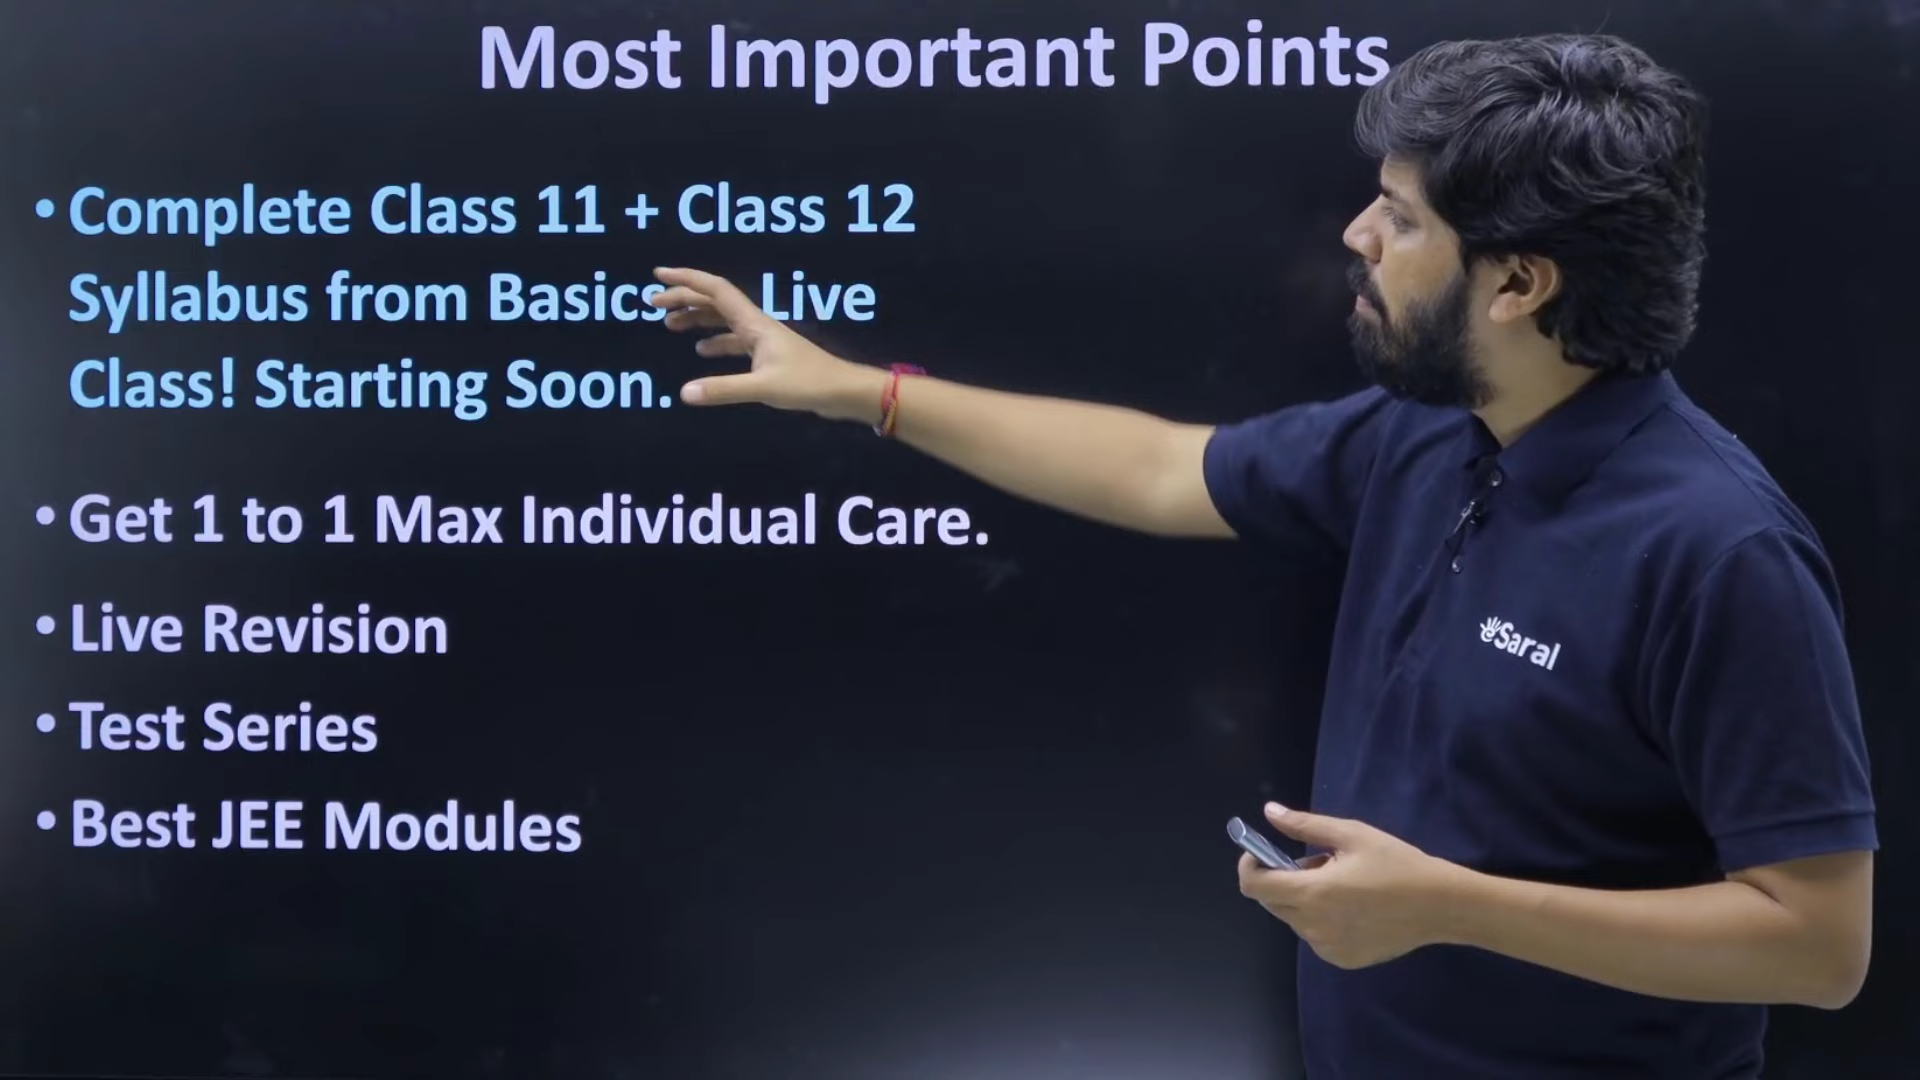 Most Important Points
• Complete Class 11 + Class 12
Syllabus from Basics Live
Class! Starting Soon.
• Get 1 to 1 Max Individual Care.
• Live Revision
• Test Series
• Best JEE Modules
eSaral